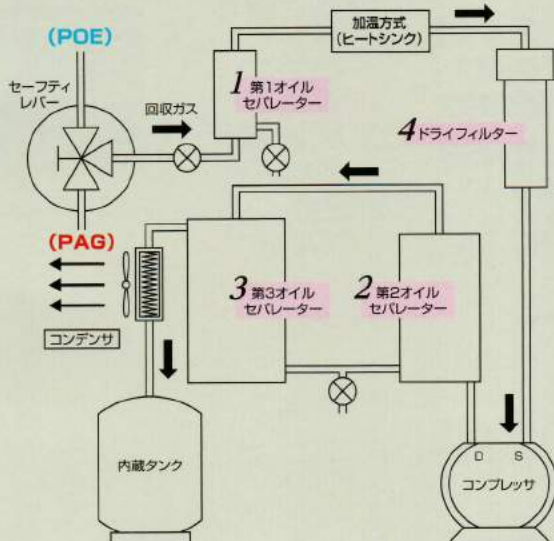 (POE)
セーフティ
レバー
回収ガス
1 第1オイル
セパレーター
加温方式
(ヒートシンク)
4 ドライフィルター
(PAG)
コンデンサ
3 第3オイル
セパレーター
2 第2オイル
セパレーター
内蔵タンク
D S
コンプレッサ